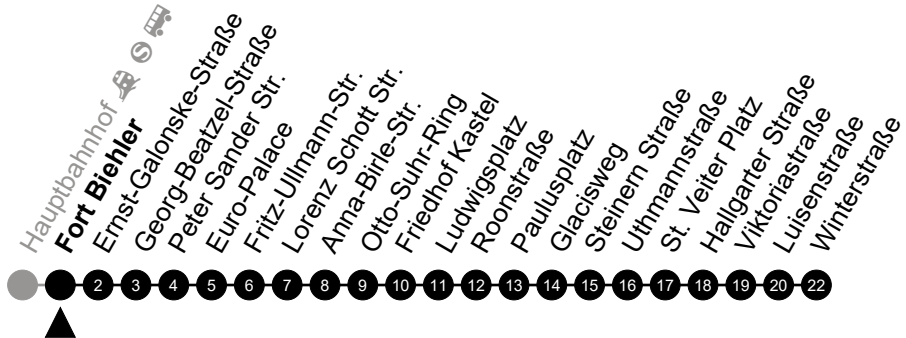 Hauptbahnhof S
Fort Biehler
Ernst-Galonske-Straße
Georg-Beatzel-Straße
Peter Sander Str.
Euro-Palace
Fritz-Ullmann-Str.
Lorenz Schott Str.
Anna-Birle-Str.
Otto-Suhr-Ring
Friedhof Kastel
Ludwigsplatz
Roonstraße
Paulusplatz
Glacisweg
Steinern Straße
Uthmannstraße
St. Veiter Platz
Hallgarter Straße
Viktoriastraße
Luisenstraße
Winterstraße
2 3 4 5 6 7 8 9 10 11 12 13 14 15 16 17 18 19 20 22